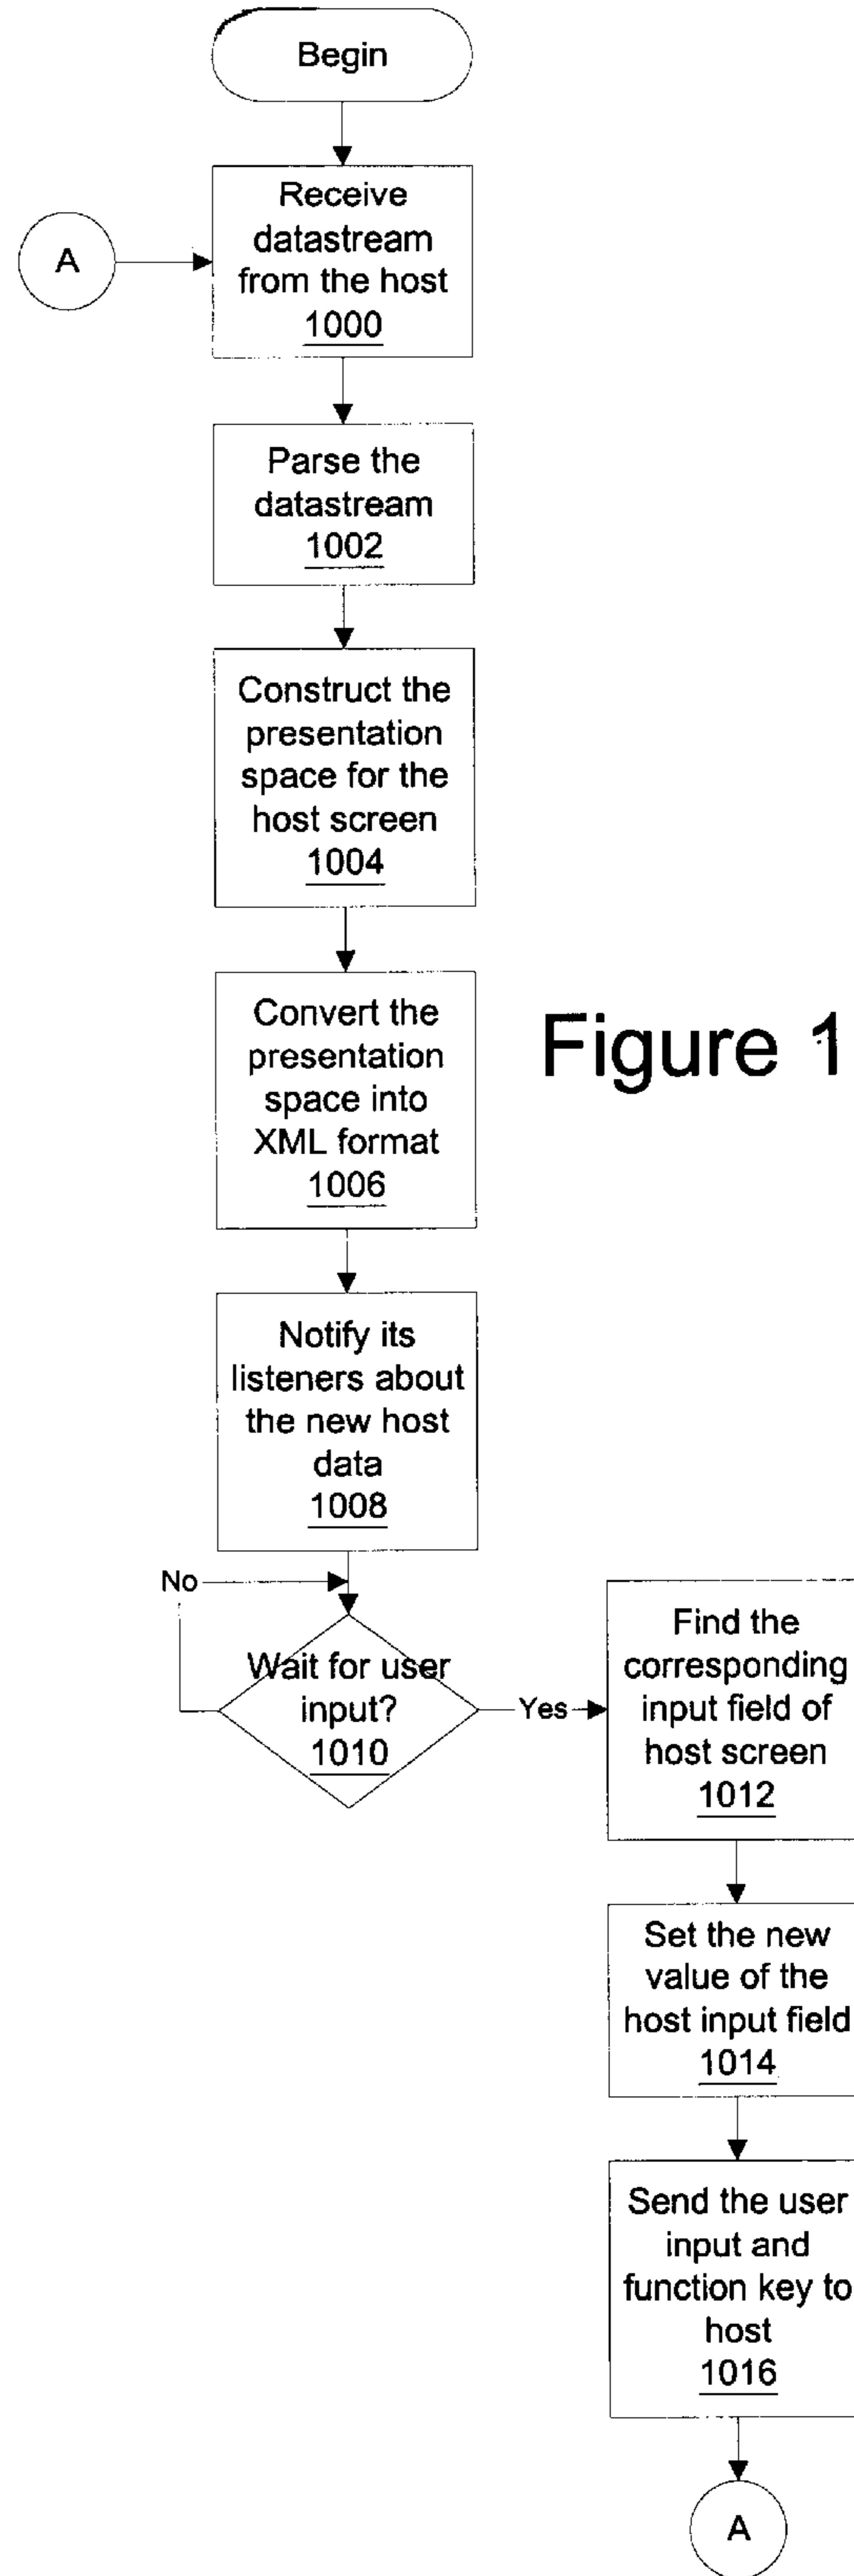 Begin
A
Receive
datastream
from the host
1000
Parse the
datastream
1002
Construct the
presentation
space for the
host screen
1004
Convert the
presentation
space into
XML format
1006
Figure 1
Notify its
listeners about
the new host
data
1008
No
Wait for user
input?
1010
Yes
Find the
corresponding
input field of
host screen
1012
Set the new
value of the
host input field
1014
Send the user
input and
function key to
host
1016
A